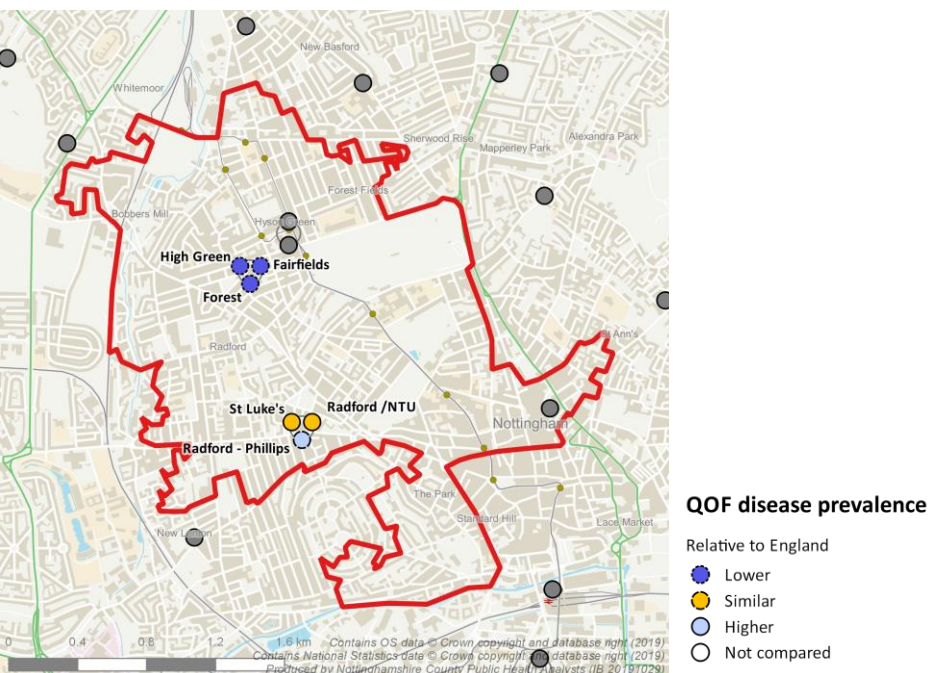 New Basford
Whitemoor
Sherwood Rise
Alexandra Park
Mapperley Park
Forest Fields
Bobbers Mill
Hyson Green
High Green
Fairfields
Forest
St Ann's
Radford
St Luke's
Radford /NTU
Nottingham
Radford - Phillips
The Park
Standard Hill
Lace Market
New Lenton
QOF disease prevalence
Relative to England
Lower
Similar
Higher
Not compared
0 0.4 0.8 1.2 1.6 km
Contains OS data © Crown copyright and database right (2019)
Contains National Statistics data © Crown copyright and database right (2019)
Produced by Nottinghamshire County Public Health Analysts (IB 20191029)